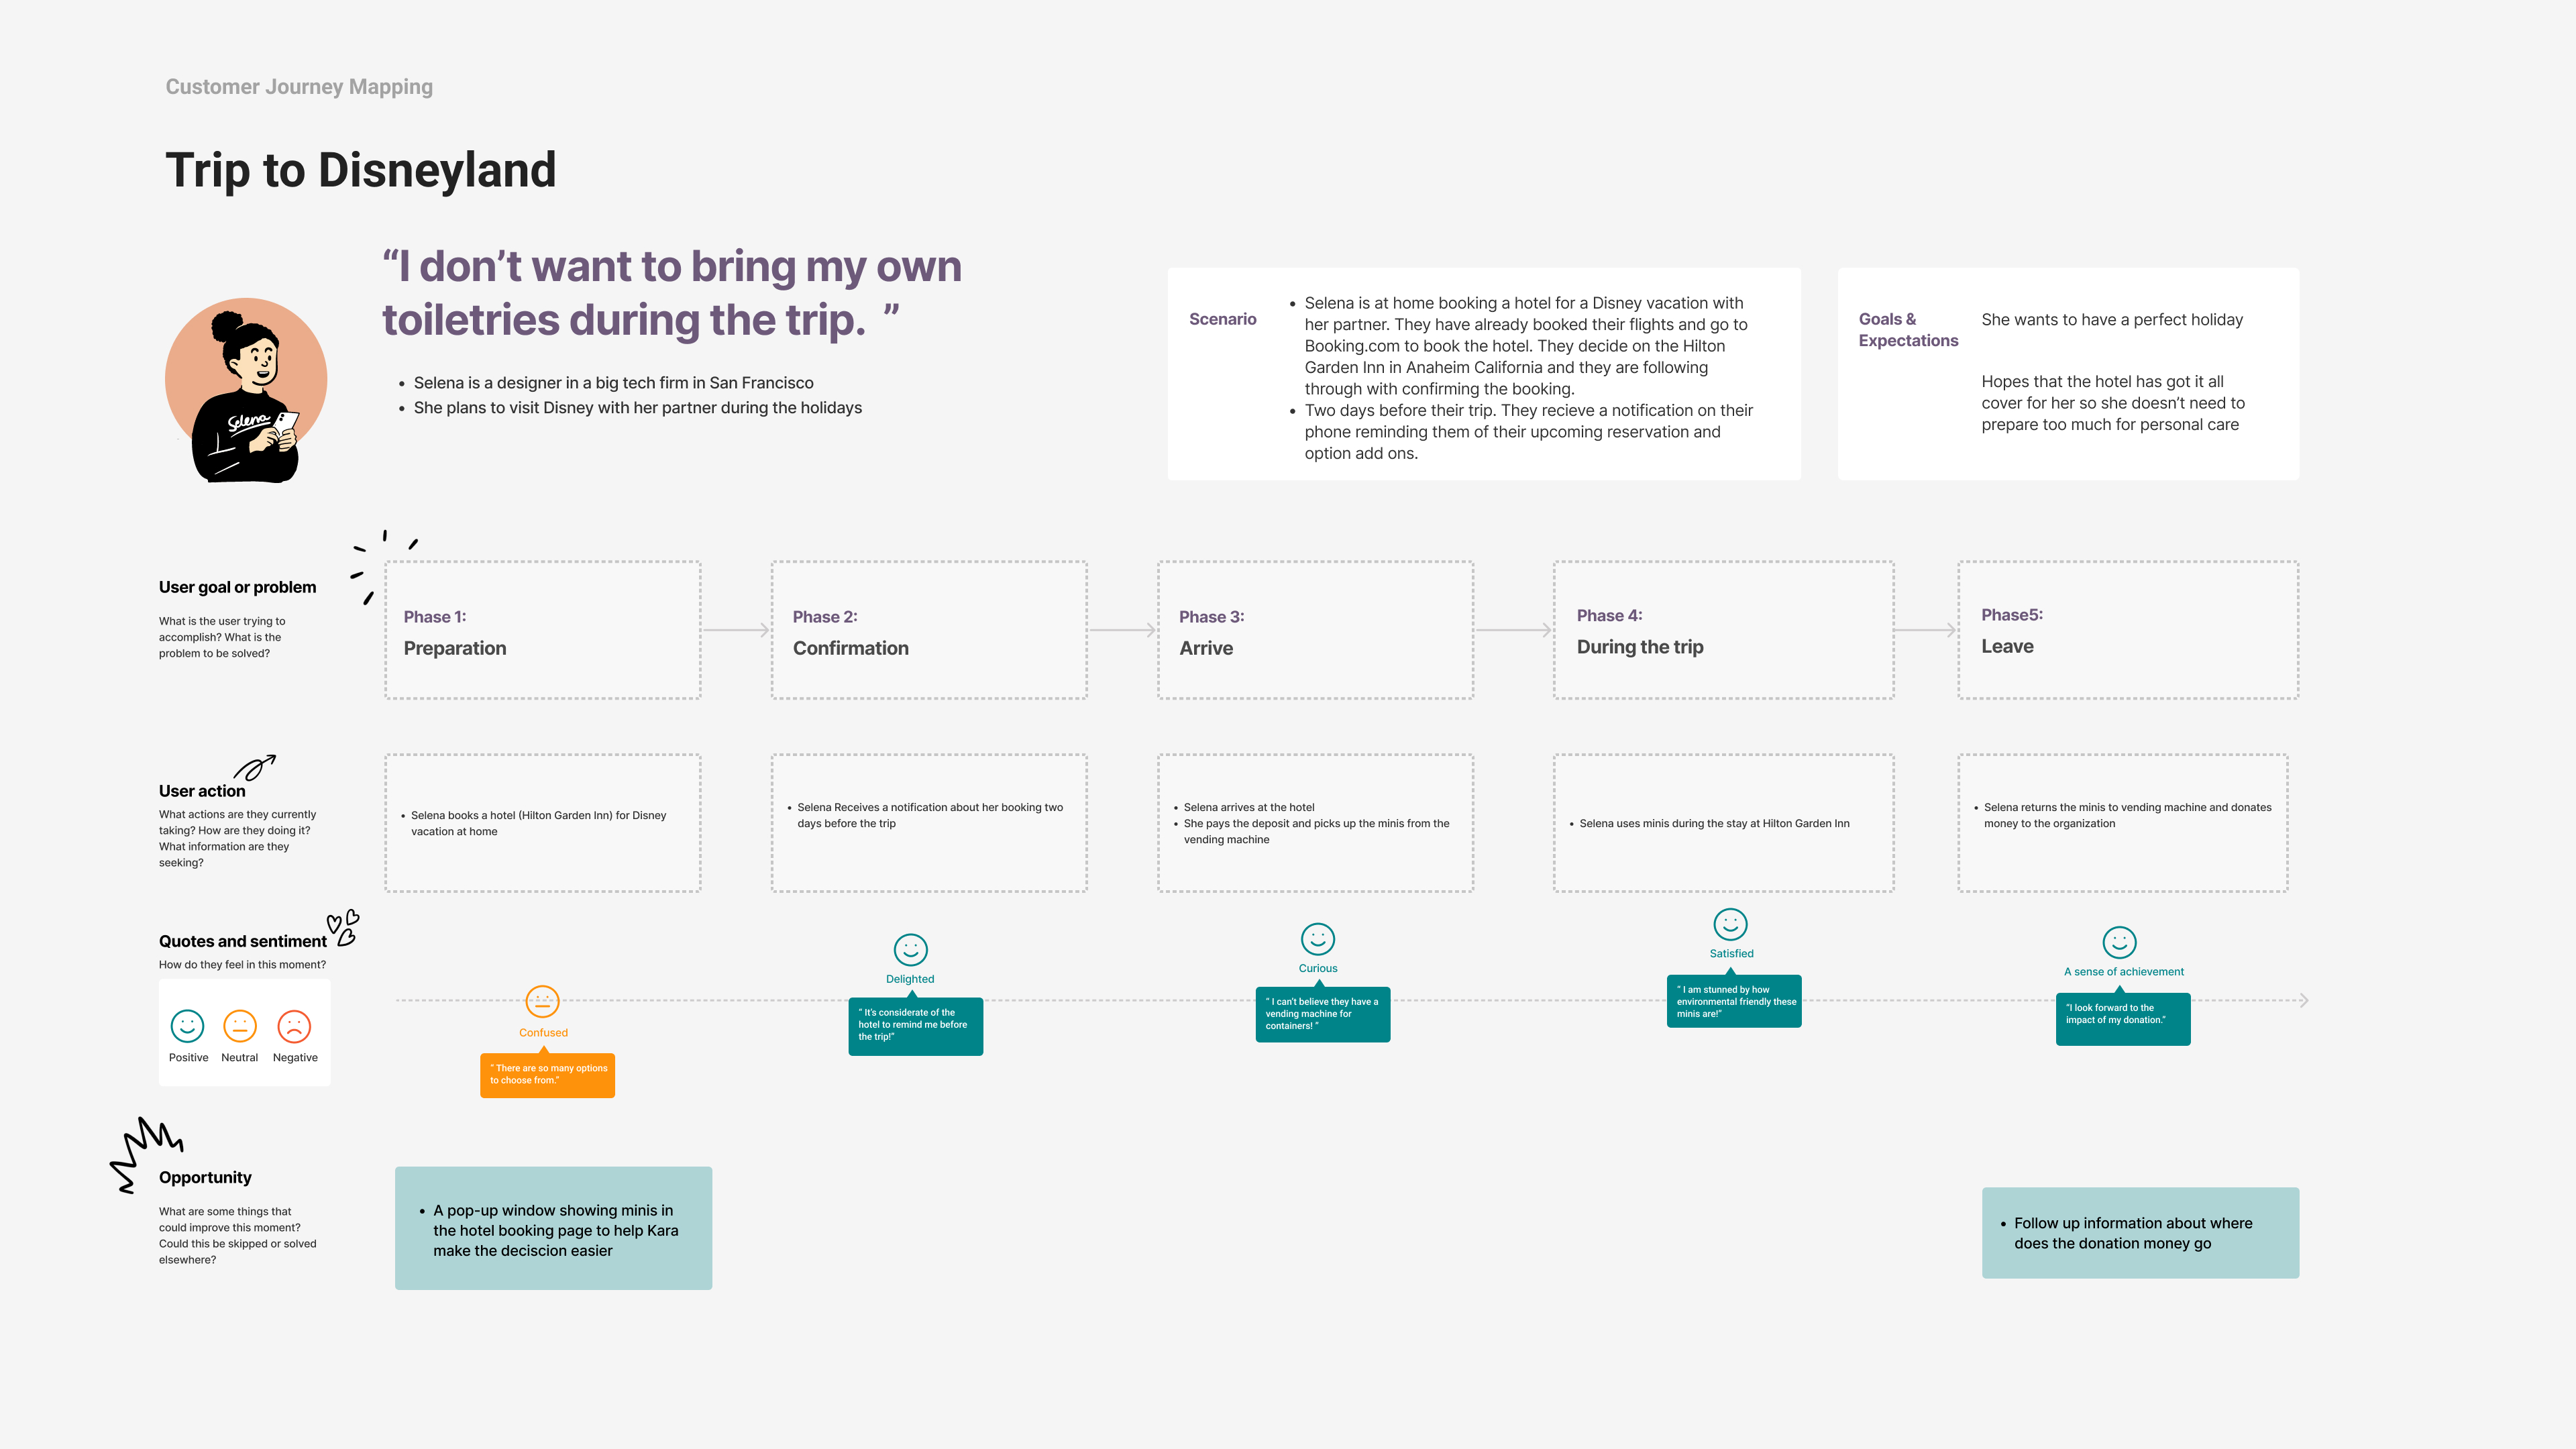 Customer Journey Mapping
Trip to Disneyland
“I don’t want to bring my own
toiletries during the trip. ”
• Selena is a designer in a big tech firm in San Francisco
• She plans to visit Disney with her partner during the holidays
Selena
Scenario
• Selena is at home booking a hotel for a Disney vacation with
her partner. They have already booked their flights and go to
Booking.com to book the hotel. They decide on the Hilton
Garden Inn in Anaheim California and they are following
through with confirming the booking.
• Two days before their trip. They recieve a notification on their
phone reminding them of their upcoming reservation and
option add ons.
Goals &
Expectations
She wants to have a perfect holiday
Hopes that the hotel has got it all
cover for her so she doesn’t need to
prepare too much for personal care
User goal or problem
What is the user trying to
accomplish? What is the
problem to be solved?
Phase 1:
Preparation
Phase 2:
Confirmation
Phase 3:
Arrive
Phase 4:
During the trip
Phase5:
Leave
User action
What actions are they currently
taking? How are they doing it?
What information are they
seeking?
• Selena books a hotel (Hilton Garden Inn) for Disney
vacation at home
• Selena Receives a notification about her booking two
days before the trip
• Selena arrives at the hotel
• She pays the deposit and picks up the minis from the
vending machine
• Selena uses minis during the stay at Hilton Garden Inn
• Selena returns the minis to vending machine and donates
money to the organization
Quotes and sentiment
How do they feel in this moment?
Positive
Neutral
Negative
Confused
“ There are so many options
to choose from.”
Delighted
“ It’s considerate of the
hotel to remind me before
the trip!”
Curious
“ I can’t believe they have a
vending machine for
containers! ”
Satisfied
“ I am stunned by how
environmental friendly these
minis are!”
A sense of achievement
“I look forward to the
impact of my donation.”
Opportunity
What are some things that
could improve this moment?
Could this be skipped or solved
elsewhere?
• A pop-up window showing minis in
the hotel booking page to help Kara
make the deciscion easier
• Follow up information about where
does the donation money go